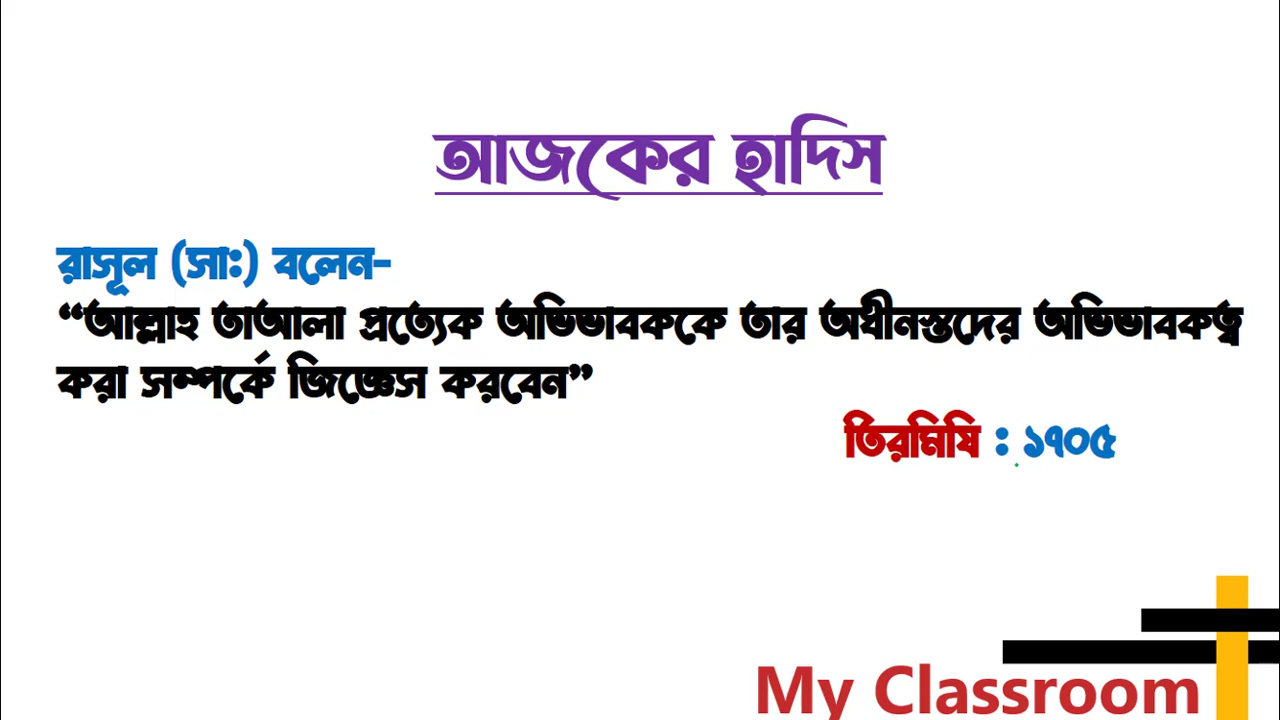 আজকের হাদিস
রাসূল (সাঃ) বলেন-
“আল্লাহ তাআলা প্রত্যেক অভিভাবককে তার অধীনস্তদের অভিভাবকত্ব
করা সম্পর্কে জিজ্ঞেস করবেন”
তিরমিযি : ১৭০৫
My Classroom